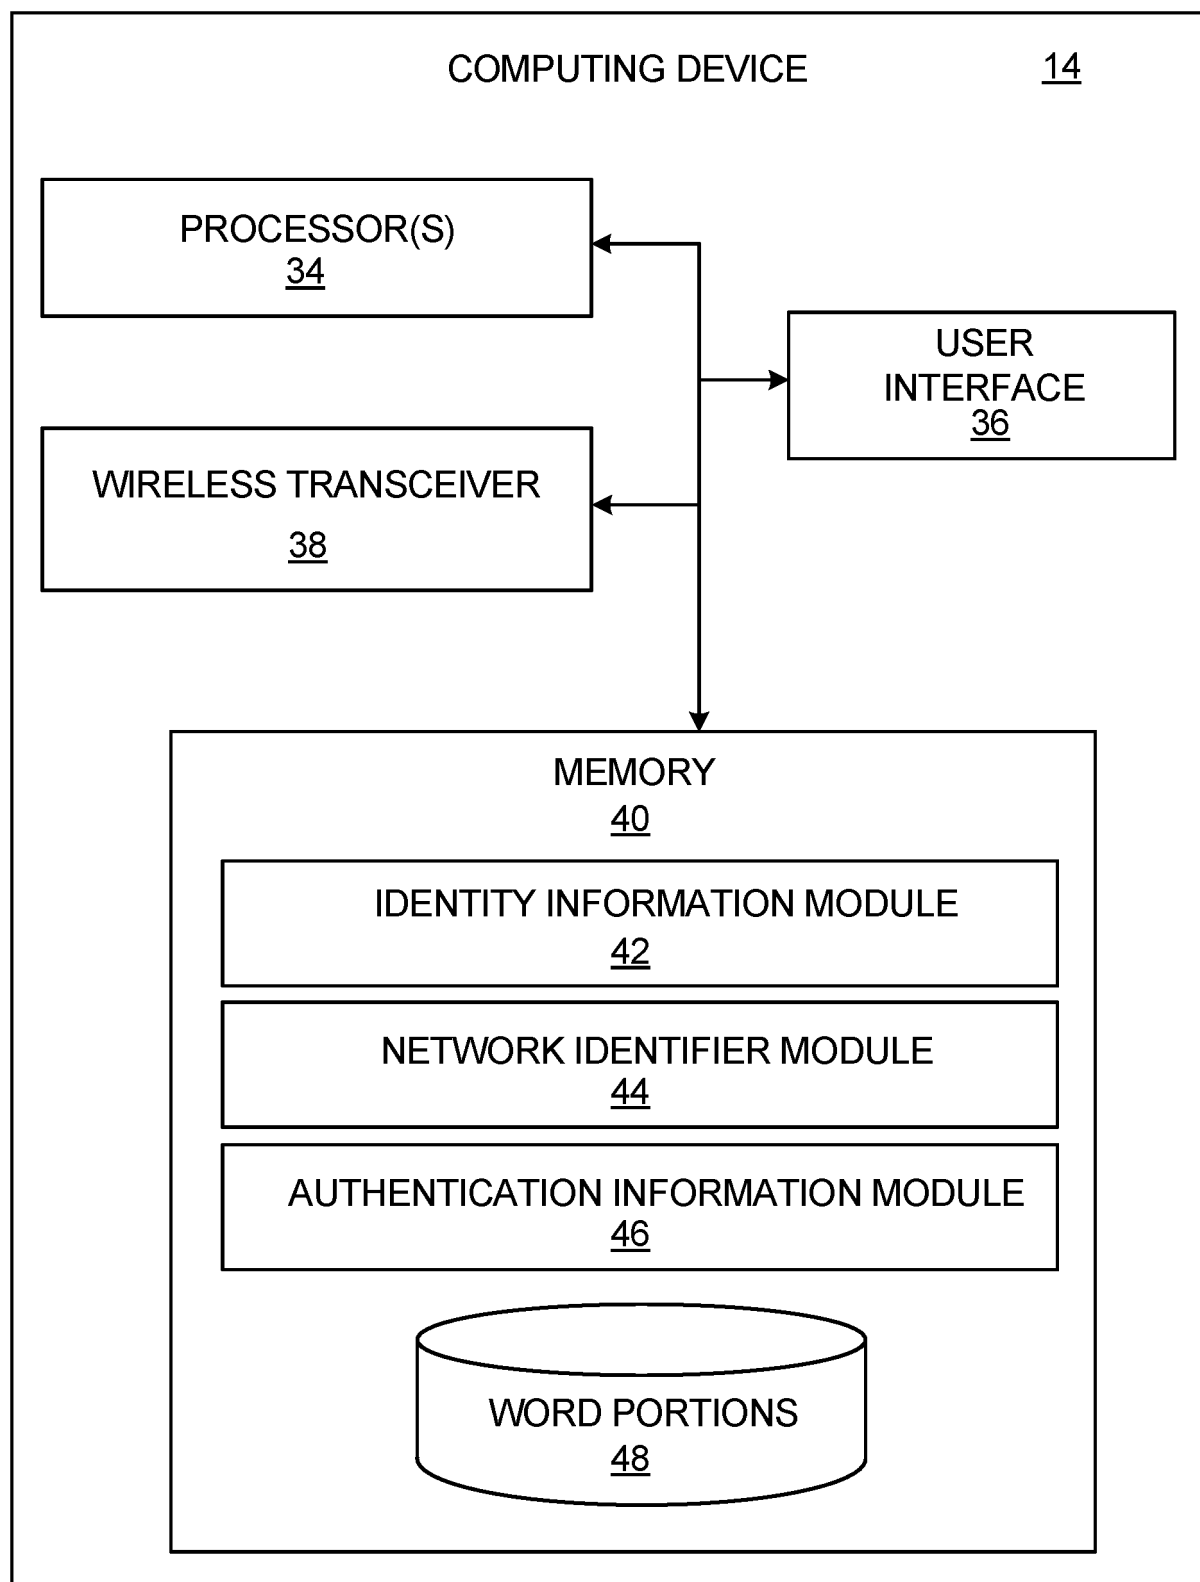 COMPUTING DEVICE 14
PROCESSOR(S)
34
USER
INTERFACE
36
WIRELESS TRANSCEIVER
38
MEMORY
40
IDENTITY INFORMATION MODULE
42
NETWORK IDENTIFIER MODULE
44
AUTHENTICATION INFORMATION MODULE
46
WORD PORTIONS
48